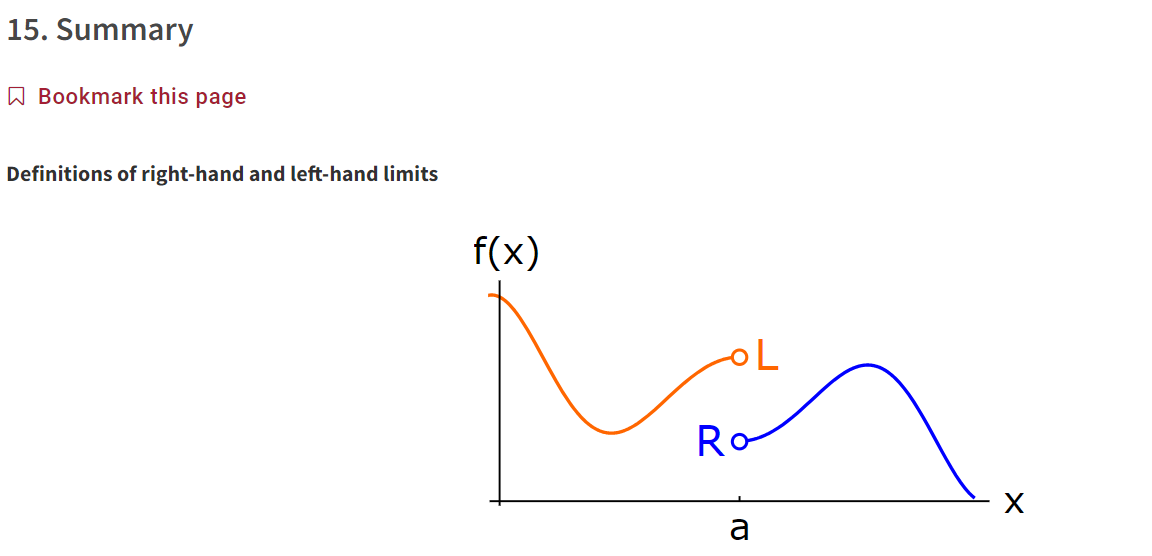 15. Summary
Bookmark this page
Definitions of right-hand and left-hand limits
f(x)
L
R
x
a